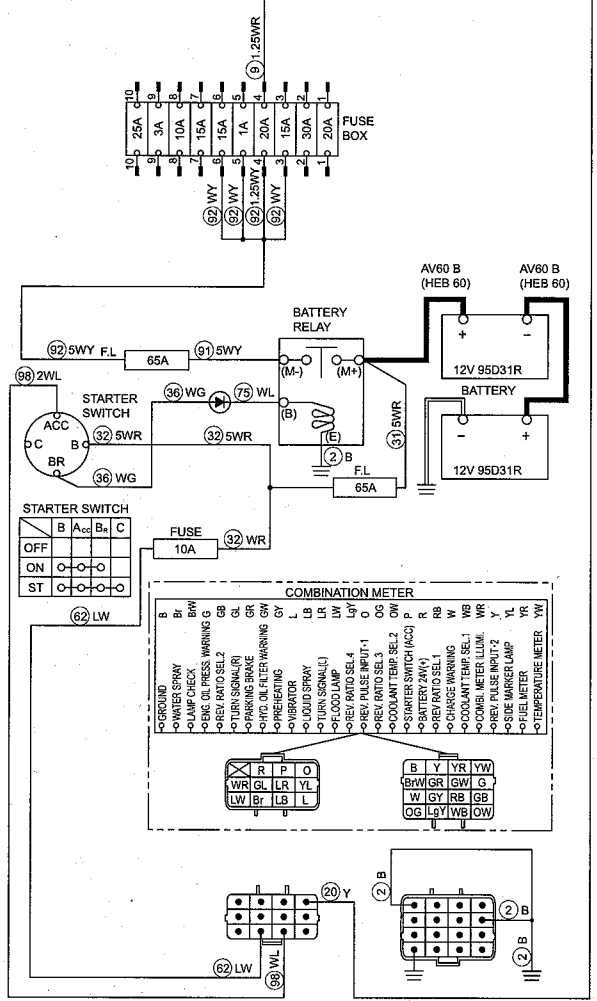 9 1.25WR
10 9 8 7 6 5 4 3 2 1
25A 3A 10A 15A 15A 1A 20A 15A 30A 20A
FUSE
BOX
10 9 8 7 6 5 4 3 2 1
92 WY
92 WY
92 1.25WY
92 WY
AV60 B
(HEB 60)
AV60 B
(HEB 60)
BATTERY
RELAY
+ -
12V 95D31R
92 5WY F.L
65A
91 5WY
(M-)
(M+)
BATTERY
98 2WL
STARTER
SWITCH
36 WG
75 WL
(B)
ACC
C
B
BR
32 5WR
32 5WR
(E)
31 5WR
- +
12V 95D31R
36 WG
2 B
F.L
65A
STARTER SWITCH
B ACC BR C
OFF
ON
ST
FUSE
10A
32 WR
62 LW
COMBINATION METER
B Br BrW G GB GL GR GW GY L LB LR LW LgY O OG OW P R RB W WB WR Y YL YR YW
GROUND
WATER SPRAY
LAMP CHECK
ENG. OIL PRESS. WARNING
REV. RATIO SEL.2
TURN SIGNAL(R)
PARKING BRAKE
HYD. OIL FILTER WARNING
PREHEATING
VIBRATOR
LIQUID SPRAY
TURN SIGNAL(L)
FLOOD LAMP
REV. RATIO SEL.4
REV. PULSE INPUT-1
REV. RATIO SEL.3
COOLANT TEMP. SEL.2
STARTER SWITCH (ACC)
BATTERY 24V(+)
REV RATIO SEL.1
CHARGE WARNING
COOLANT TEMP. SEL.1
COMBI. METER ILLUMI.
REV. PULSE INPUT-2
SIDE MARKER LAMP
FUEL METER
TEMPERATURE METER
R P O
WR GL LR YL
LW Br LB L
B Y YR YW
BrW GR GW G
W GY RB GB
OG LgY WB OW
20 Y
2 B
2 B
2 B
62 LW
98 WL